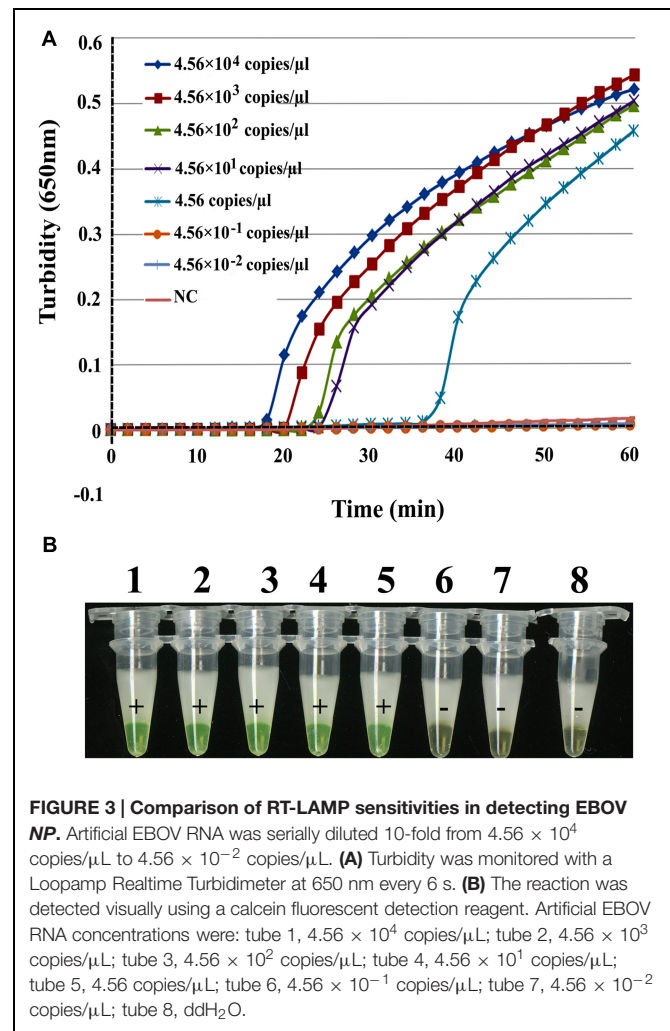 A
0.6
0.5
0.4
0.3
0.2
0.1
0
-0.1
Turbidity (650nm)
4.56×10⁴ copies/µl
4.56×10³ copies/µl
4.56×10² copies/µl
4.56×10¹ copies/µl
4.56 copies/µl
4.56×10⁻¹ copies/µl
4.56×10⁻² copies/µl
NC
0 10 20 30 40 50 60
Time (min)
B
1 2 3 4 5 6 7 8
+ + + + + - - -
FIGURE 3 | Comparison of RT-LAMP sensitivities in detecting EBOV
NP. Artificial EBOV RNA was serially diluted 10-fold from 4.56 × 10⁴
copies/µL to 4.56 × 10⁻² copies/µL. (A) Turbidity was monitored with a
Loopamp Realtime Turbidimeter at 650 nm every 6 s. (B) The reaction was
detected visually using a calcein fluorescent detection reagent. Artificial EBOV
RNA concentrations were: tube 1, 4.56 × 10⁴ copies/µL; tube 2, 4.56 × 10³
copies/µL; tube 3, 4.56 × 10² copies/µL; tube 4, 4.56 × 10¹ copies/µL;
tube 5, 4.56 copies/µL; tube 6, 4.56 × 10⁻¹ copies/µL; tube 7, 4.56 × 10⁻²
copies/µL; tube 8, ddH₂O.